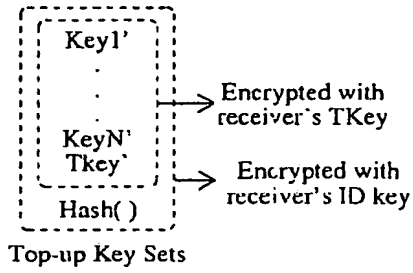 Key1'
.
.
.
KeyN'
Tkey'
Hash( )
Encrypted with
receiver's TKey
Encrypted with
receiver's ID key
Top-up Key Sets